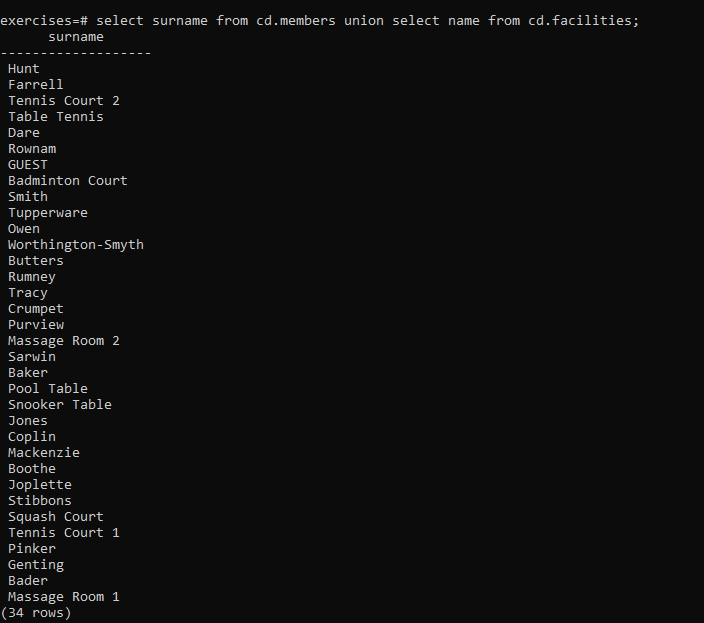 exercises=# select surname from cd.members union select name from cd.facilities;
surname
-------------------
Hunt
Farrell
Tennis Court 2
Table Tennis
Dare
Rownam
GUEST
Badminton Court
Smith
Tupperware
Owen
Worthington-Smyth
Butters
Rumney
Tracy
Crumpet
Purview
Massage Room 2
Sarwin
Baker
Pool Table
Snooker Table
Jones
Coplin
Mackenzie
Boothe
Joplette
Stibbons
Squash Court
Tennis Court 1
Pinker
Genting
Bader
Massage Room 1
(34 rows)